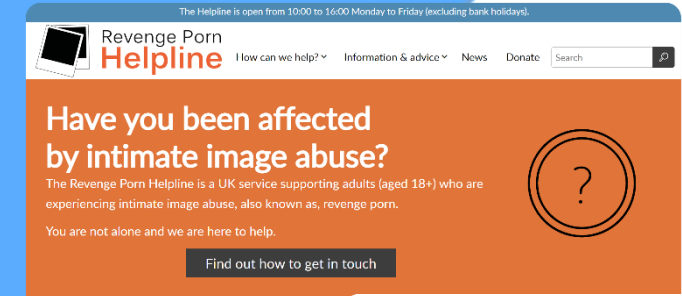 The Helpline is open from 10:00 to 16:00 Monday to Friday (excluding bank holidays).
Revenge Porn
Helpline
How can we help? Information & advice News Donate Search
Have you been affected
by intimate image abuse?
The Revenge Porn Helpline is a UK service supporting adults (aged 18+) who are
experiencing intimate image abuse, also known as, revenge porn.
You are not alone and we are here to help.
?
Find out how to get in touch